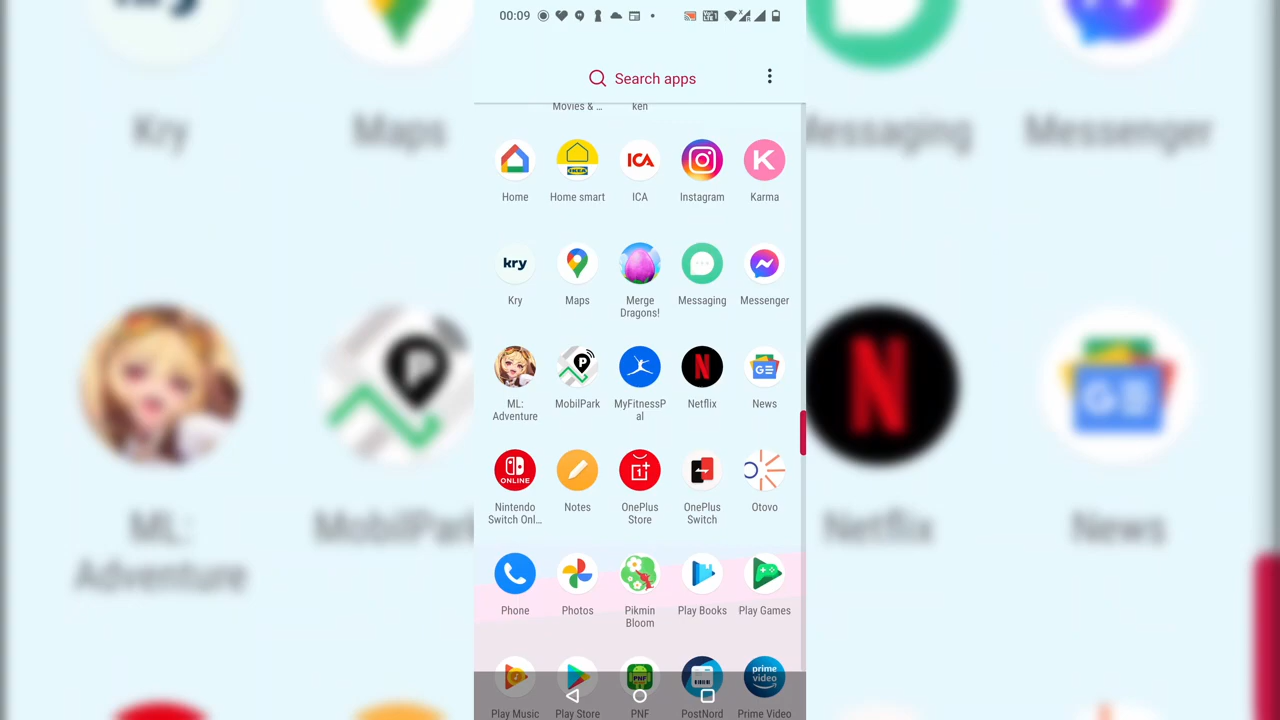 00:09
Search apps
Movies & ...
ken
Home
Home smart
ICA
Instagram
Karma
Kry
Maps
Merge
Dragons!
Messaging
Messenger
ML:
Adventure
MobilPark
MyFitnessP
al
Netflix
News
Nintendo
Switch Onl...
Notes
OnePlus
Store
OnePlus
Switch
Otovo
Phone
Photos
Pikmin
Bloom
Play Books
Play Games
Play Music
Play Store
PNF
PostNord
Prime Video